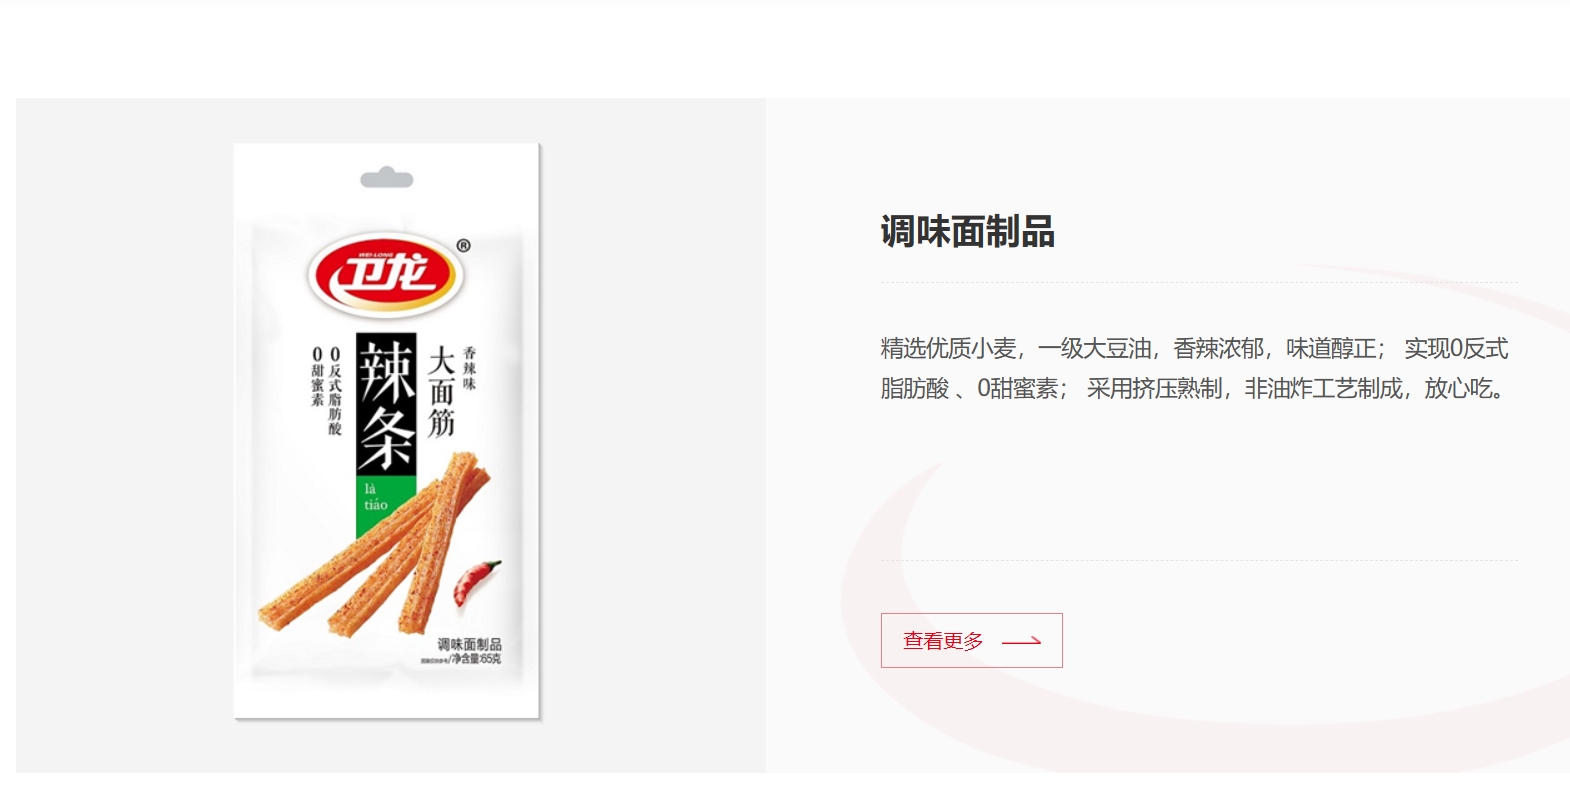 WEI-LONG
卫龙®
香辣味
大面筋
辣条
là
tiáo
0反式脂肪酸
0甜蜜素
调味面制品
/净含量:65克
调味面制品
精选优质小麦，一级大豆油，香辣浓郁，味道醇正； 实现0反式
脂肪酸 、0甜蜜素； 采用挤压熟制，非油炸工艺制成，放心吃。
查看更多